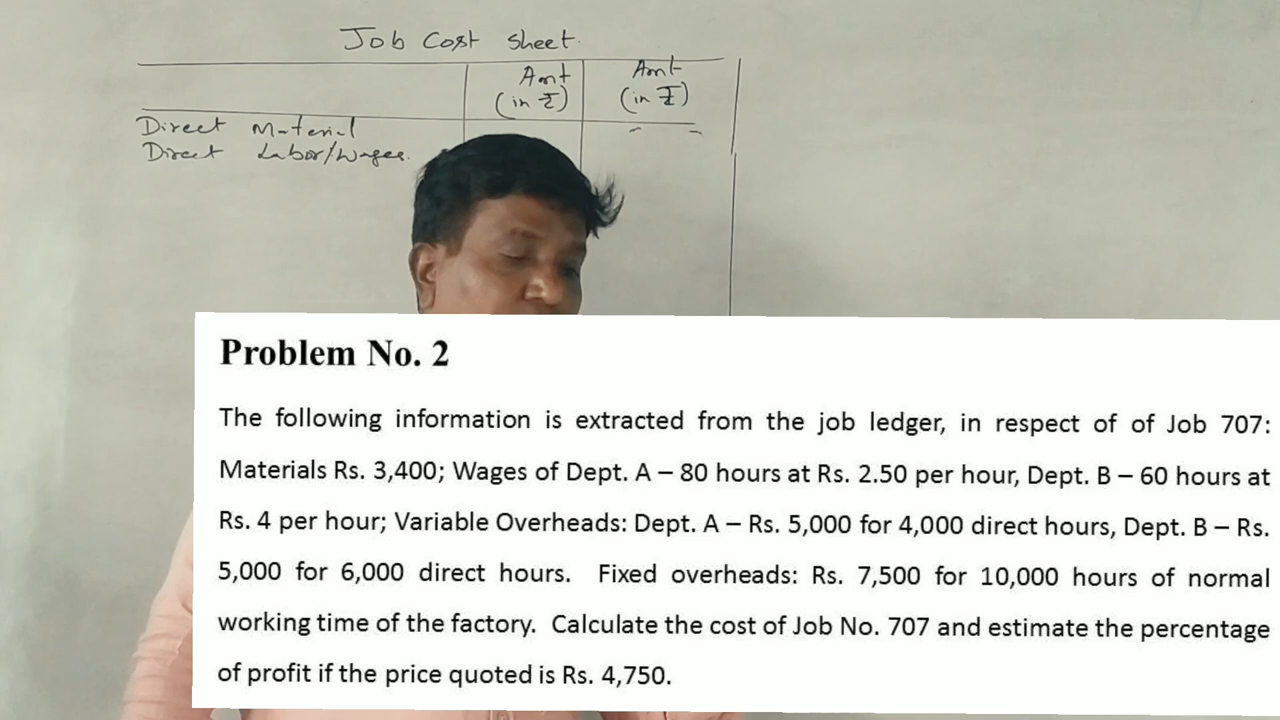 Job Cost Sheet.
Amt Amt
(in ₹) (in ₹)
Direct Material
Direct Labor/Wages.
Problem No. 2
The following information is extracted from the job ledger, in respect of of Job 707:
Materials Rs. 3,400; Wages of Dept. A – 80 hours at Rs. 2.50 per hour, Dept. B – 60 hours at
Rs. 4 per hour; Variable Overheads: Dept. A – Rs. 5,000 for 4,000 direct hours, Dept. B – Rs.
5,000 for 6,000 direct hours. Fixed overheads: Rs. 7,500 for 10,000 hours of normal
working time of the factory. Calculate the cost of Job No. 707 and estimate the percentage
of profit if the price quoted is Rs. 4,750.